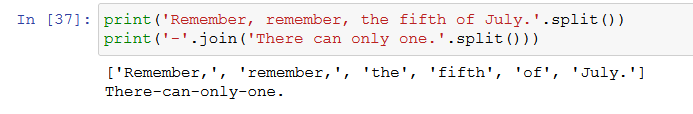 In [37]: print('Remember, remember, the fifth of July.'.split())
print('-'.join('There can only one.'.split()))
['Remember,', 'remember,', 'the', 'fifth', 'of', 'July.']
There-can-only-one.